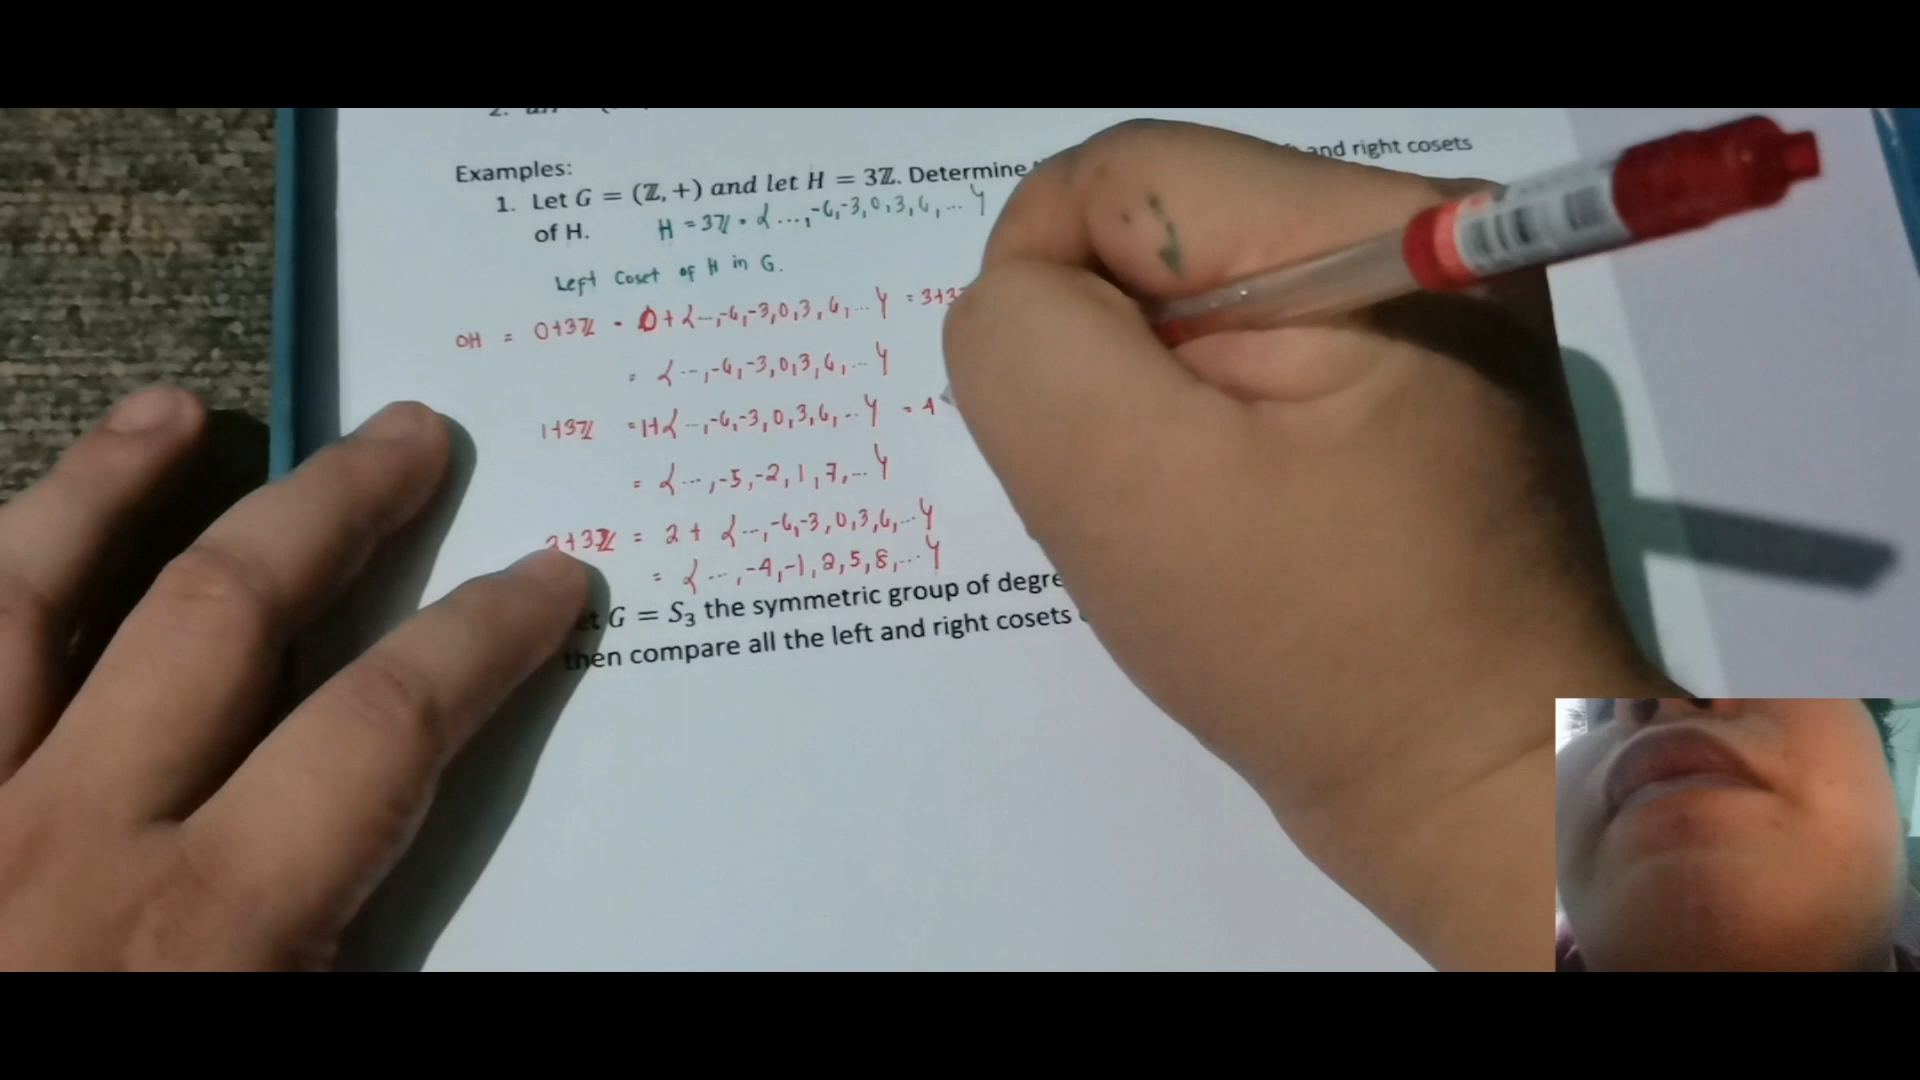 Examples:
1. Let G = (ℤ, +) and let H = 3ℤ. Determine and right cosets
of H. H = 3ℤ = {..., -6, -3, 0, 3, 6, ...}
Left Coset of H in G.
0H = 0+3ℤ = 0+{..., -6, -3, 0, 3, 6, ...} = 3+3
= {..., -6, -3, 0, 3, 6, ...}
1+3ℤ = 1+{..., -6, -3, 0, 3, 6, ...} = 4
= {..., -5, -2, 1, 7, ...}
2+3ℤ = 2+{..., -6, -3, 0, 3, 6, ...}
= {..., -4, -1, 2, 5, 8, ...}
G = S₃ the symmetric group of
then compare all the left and right cosets